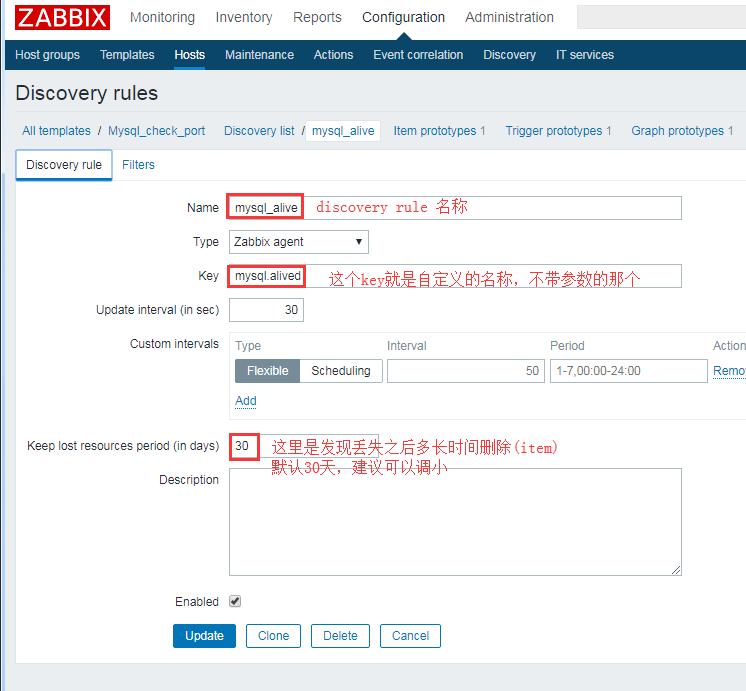 ZABBIX Monitoring Inventory Reports Configuration Administration
Host groups Templates Hosts Maintenance Actions Event correlation Discovery IT services
Discovery rules
All templates / Mysql_check_port Discovery list / mysql_alive Item prototypes 1 Trigger prototypes 1 Graph prototypes 1
Discovery rule Filters
Name mysql_alive discovery rule 名称
Type Zabbix agent
Key mysql.alived 这个key就是自定义的名称，不带参数的那个
Update interval (in sec) 30
Custom intervals Type Interval Period Action
Flexible Scheduling 50 1-7,00:00-24:00 Remov
Add
Keep lost resources period (in days) 30 这里是发现丢失之后多长时间删除(item)
默认30天，建议可以调小
Description
Enabled
Update Clone Delete Cancel